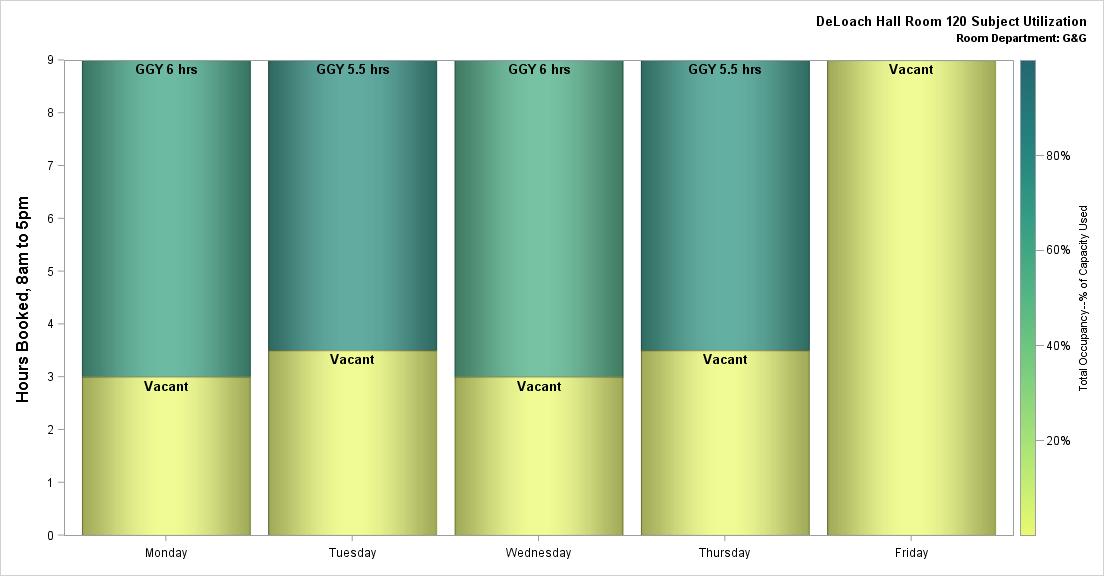 DeLoach Hall Room 120 Subject Utilization
Room Department: G&G
Hours Booked, 8am to 5pm
9
8
7
6
5
4
3
2
1
0
GGY 6 hrs
Vacant
GGY 5.5 hrs
Vacant
GGY 6 hrs
Vacant
GGY 5.5 hrs
Vacant
Vacant
Monday
Tuesday
Wednesday
Thursday
Friday
80%
60%
40%
20%
Total Occupancy--% of Capacity Used